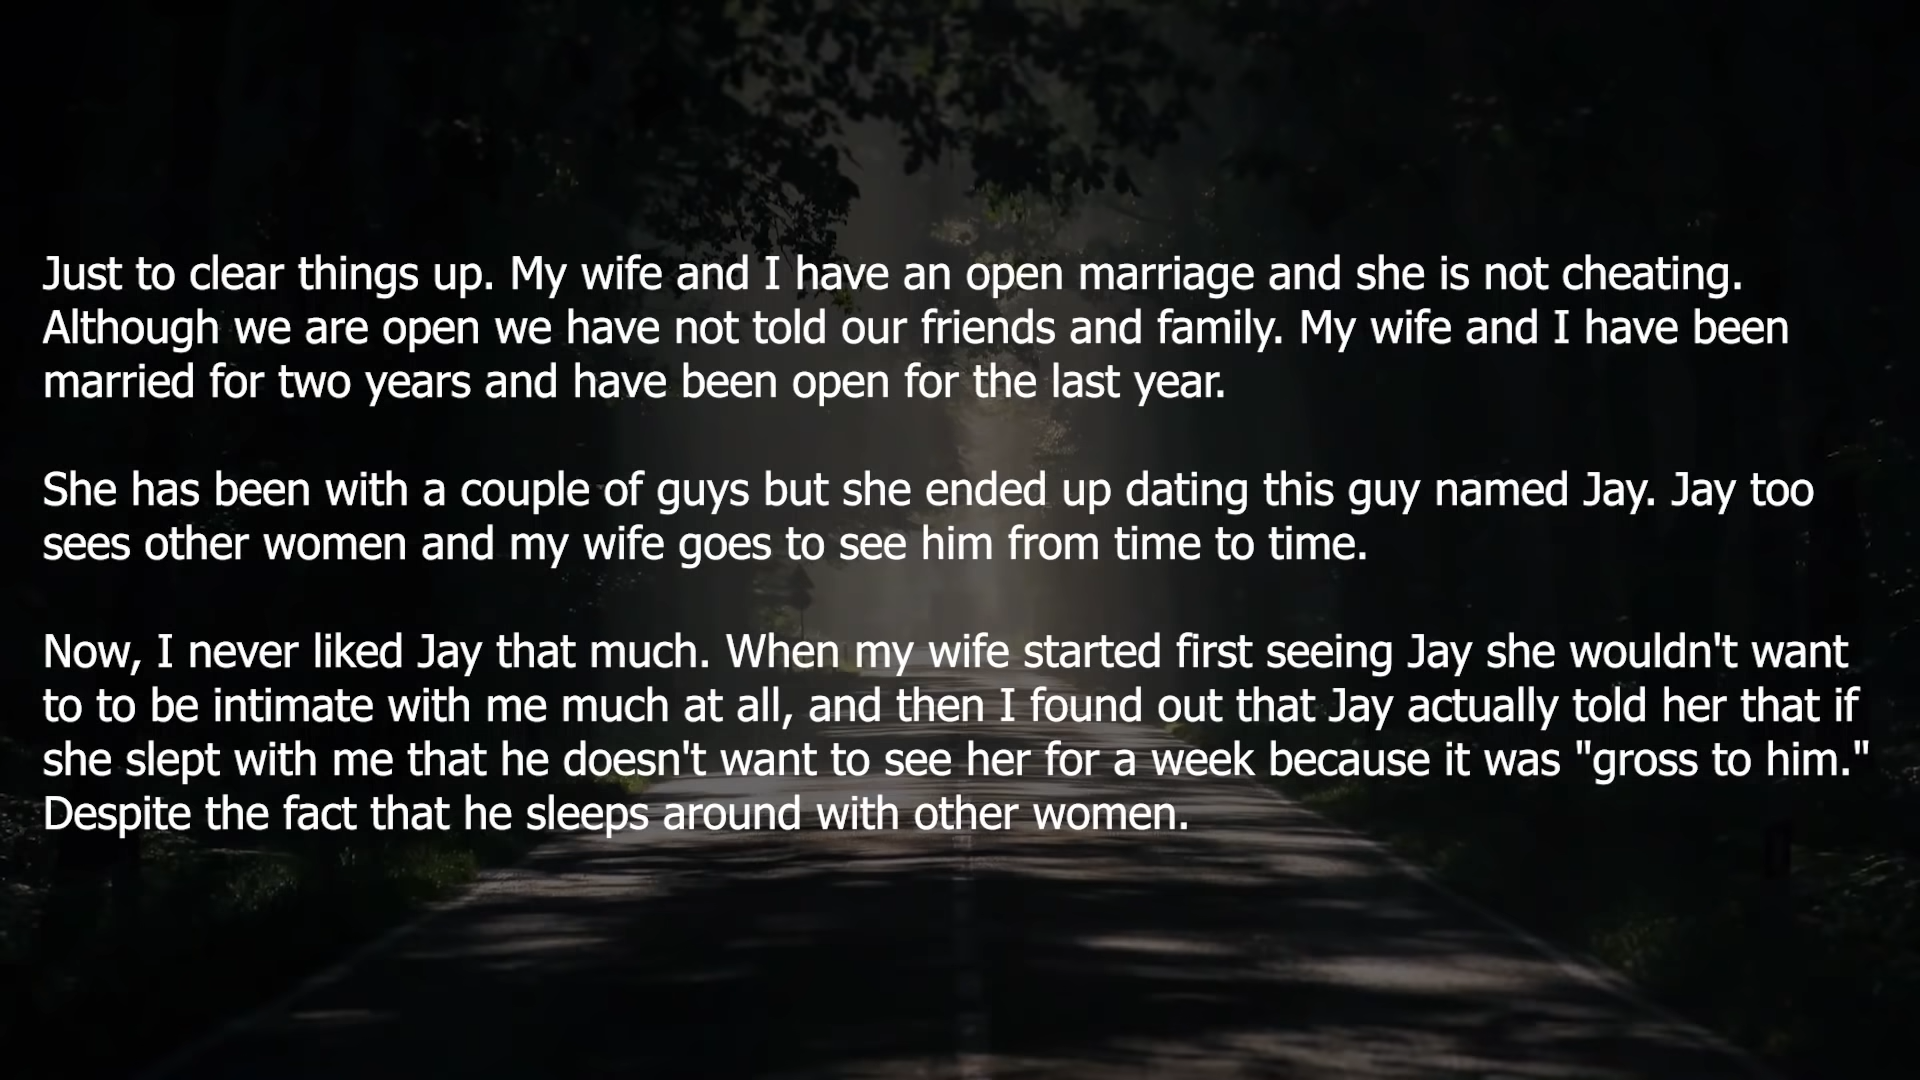 Just to clear things up. My wife and I have an open marriage and she is not cheating.
Although we are open we have not told our friends and family. My wife and I have been
married for two years and have been open for the last year.
She has been with a couple of guys but she ended up dating this guy named Jay. Jay too
sees other women and my wife goes to see him from time to time.
Now, I never liked Jay that much. When my wife started first seeing Jay she wouldn't want
to to be intimate with me much at all, and then I found out that Jay actually told her that if
she slept with me that he doesn't want to see her for a week because it was "gross to him."
Despite the fact that he sleeps around with other women.